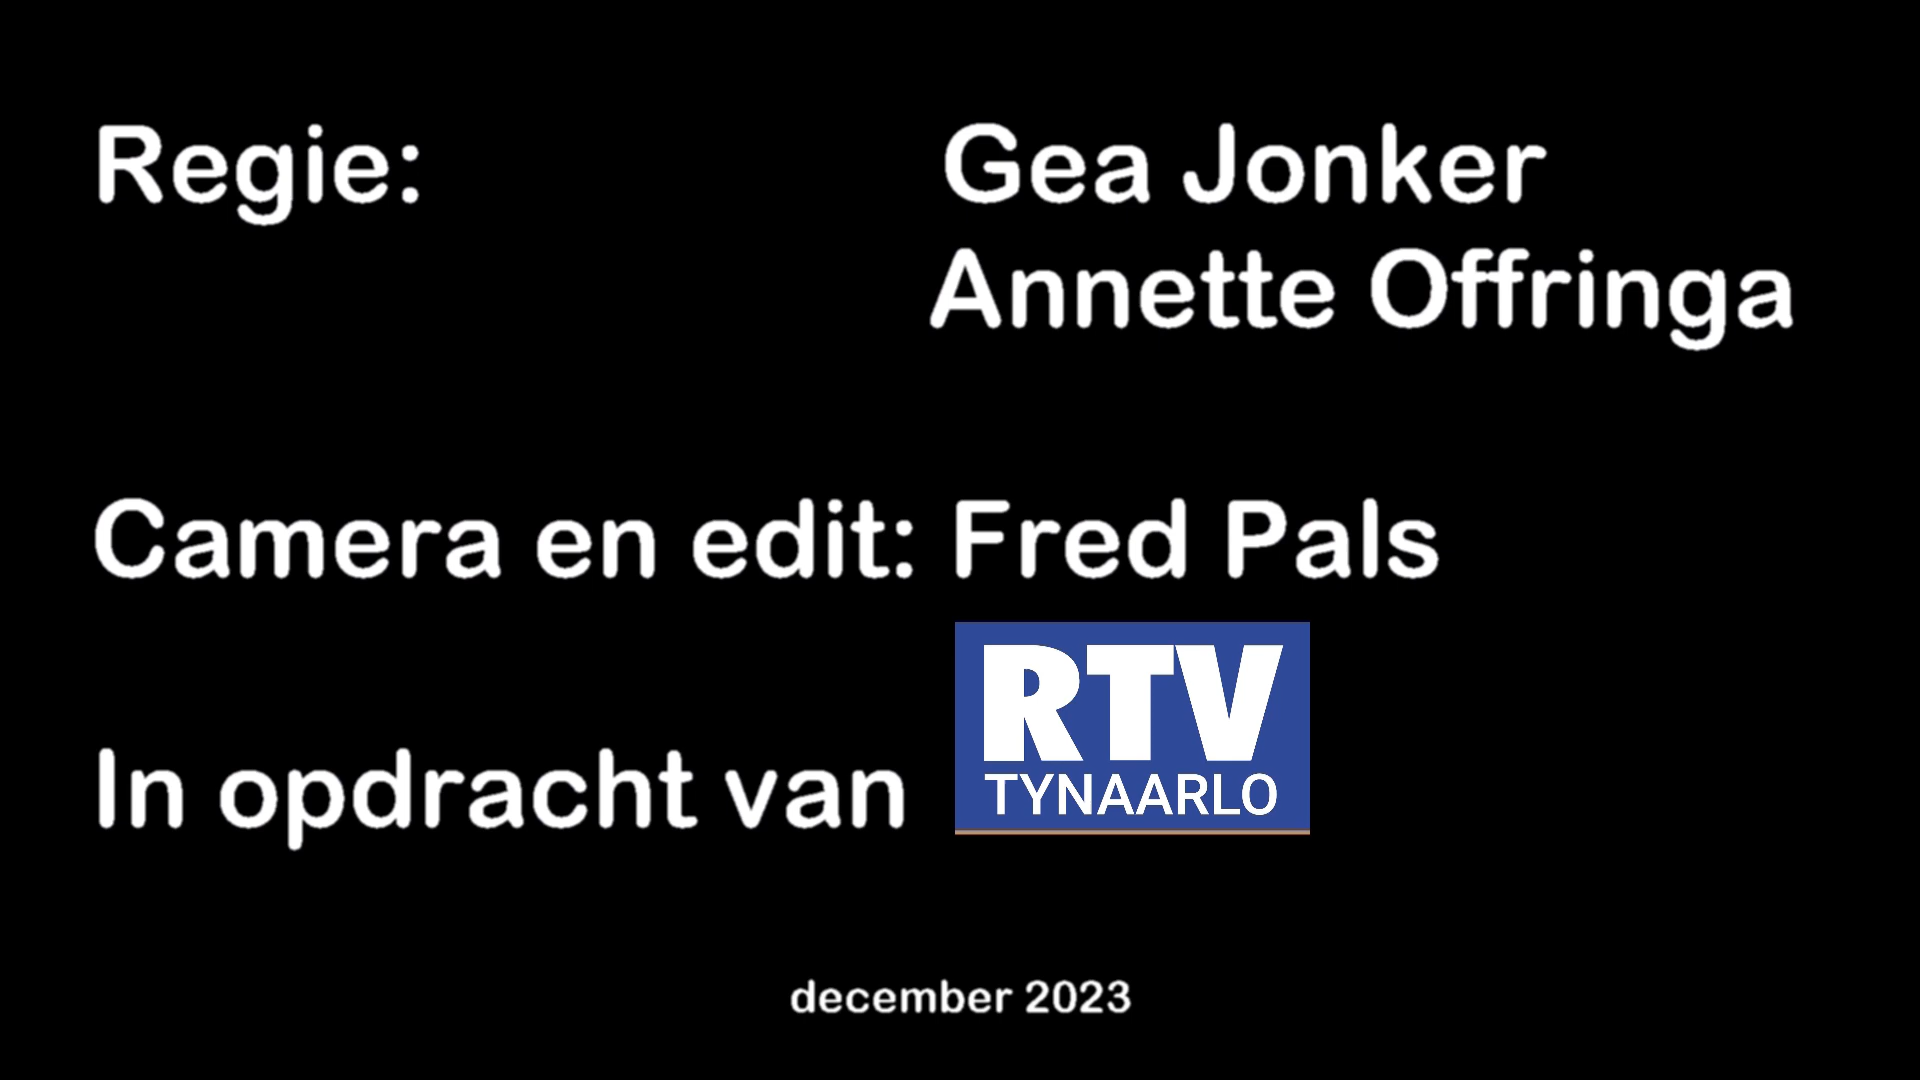 Regie: Gea Jonker
Annette Offringa
Camera en edit: Fred Pals
RTV
TYNAARLO
In opdracht van
december 2023